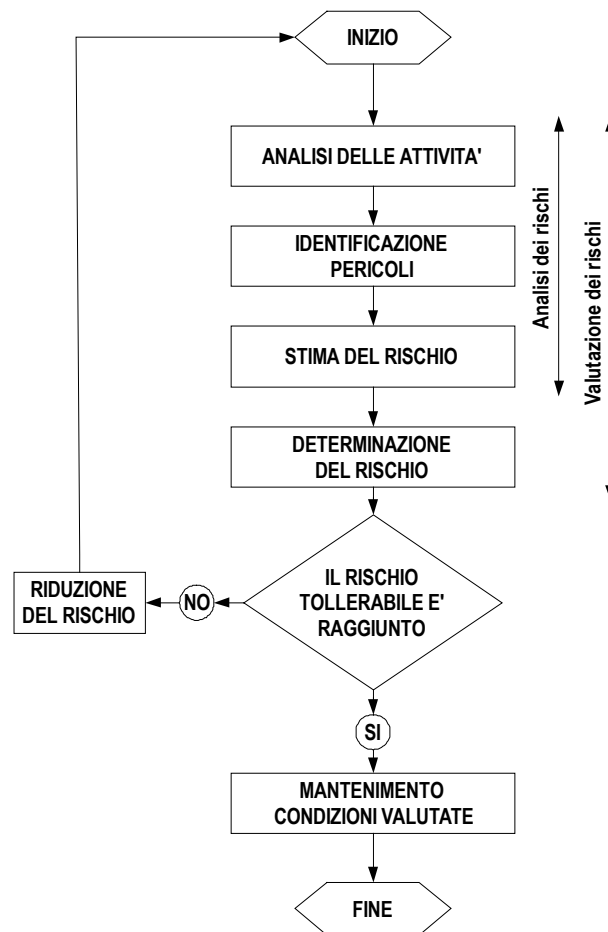 INIZIO
ANALISI DELLE ATTIVITA'
IDENTIFICAZIONE
PERICOLI
STIMA DEL RISCHIO
DETERMINAZIONE
DEL RISCHIO
Analisi dei rischi
Valutazione dei rischi
IL RISCHIO
TOLLERABILE E'
RAGGIUNTO
NO
RIDUZIONE
DEL RISCHIO
SI
MANTENIMENTO
CONDIZIONI VALUTATE
FINE